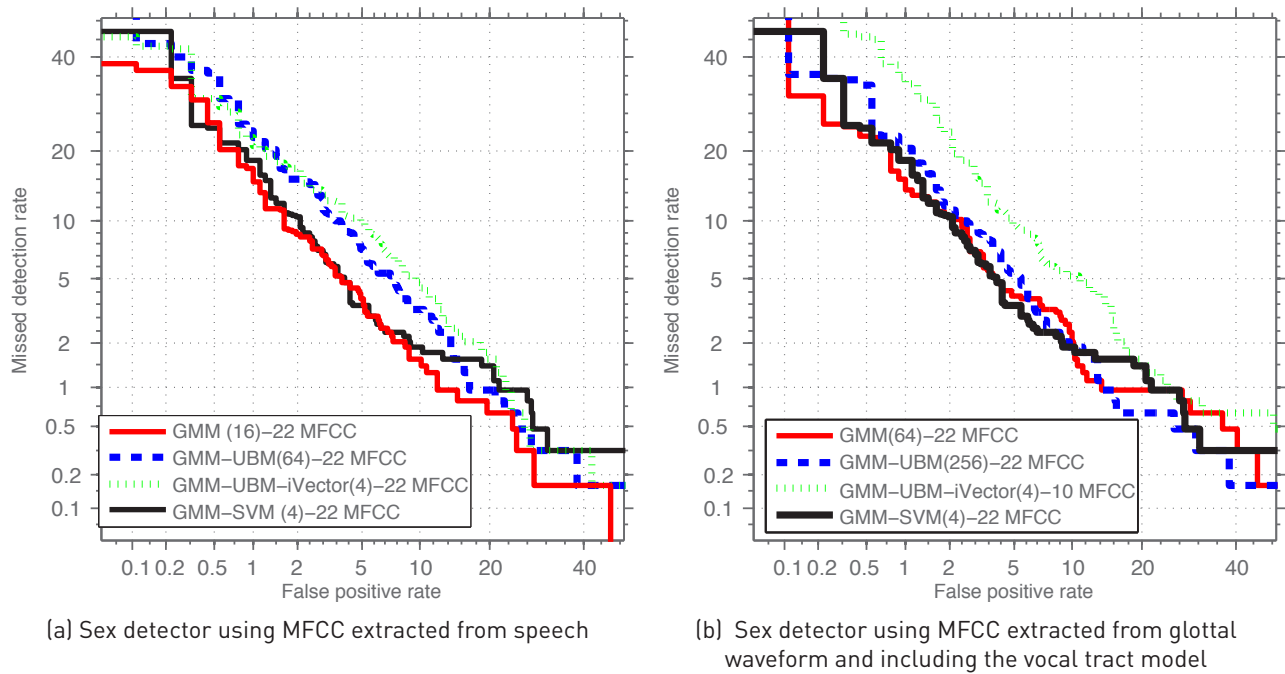 40
20
10
5
2
1
0.5
0.2
0.1
Missed detection rate
GMM (16)–22 MFCC
GMM–UBM(64)–22 MFCC
GMM–UBM–iVector(4)–22 MFCC
GMM–SVM (4)–22 MFCC
0.1 0.2 0.5 1 2 5 10 20 40
False positive rate
(a) Sex detector using MFCC extracted from speech
40
20
10
5
2
1
0.5
0.2
0.1
Missed detection rate
GMM(64)–22 MFCC
GMM–UBM(256)–22 MFCC
GMM–UBM–iVector(4)–10 MFCC
GMM–SVM(4)–22 MFCC
0.1 0.2 0.5 1 2 5 10 20 40
False positive rate
(b) Sex detector using MFCC extracted from glottal
waveform and including the vocal tract model